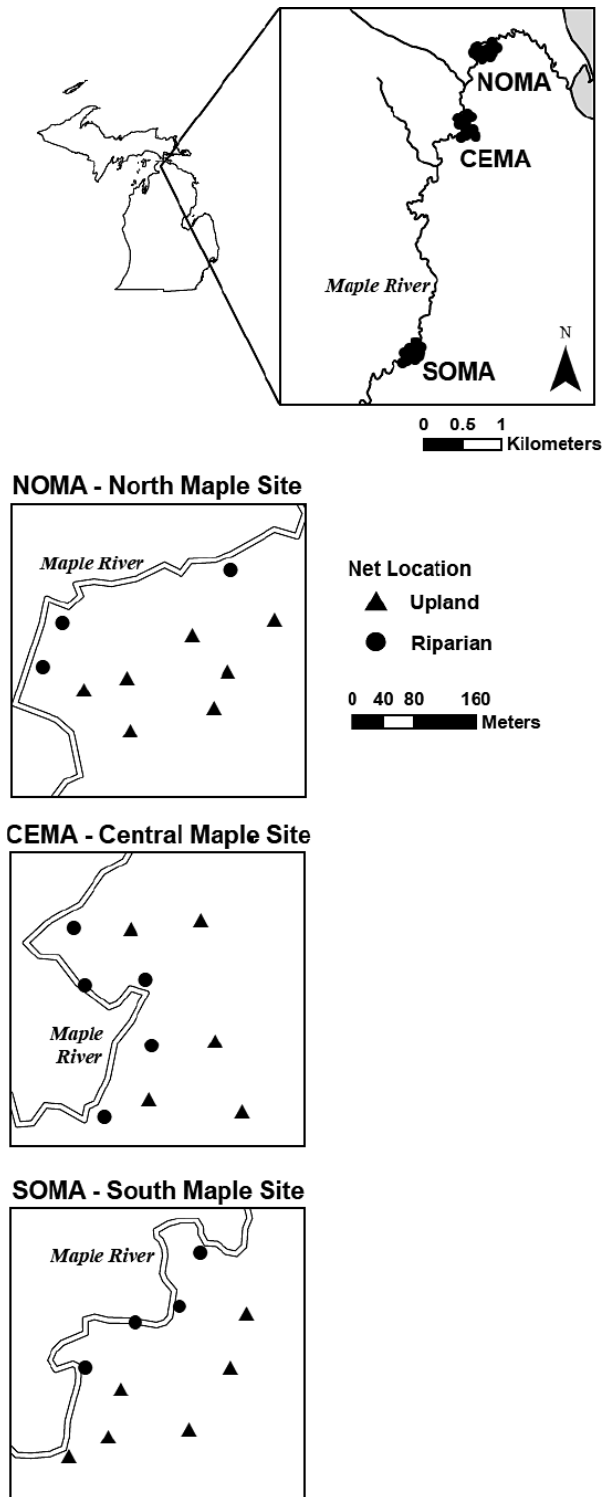 NOMA
CEMA
Maple River
SOMA
N
0 0.5 1
Kilometers
NOMA - North Maple Site
Maple River
Net Location
Upland
Riparian
0 40 80 160
Meters
CEMA - Central Maple Site
Maple
River
SOMA - South Maple Site
Maple River